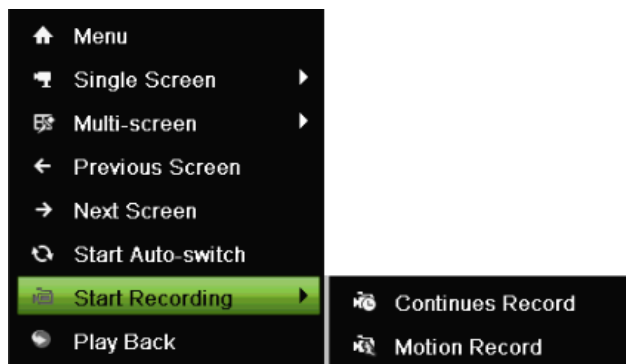 Menu
Single Screen
Multi-screen
Previous Screen
Next Screen
Start Auto-switch
Start Recording
Continues Record
Play Back
Motion Record